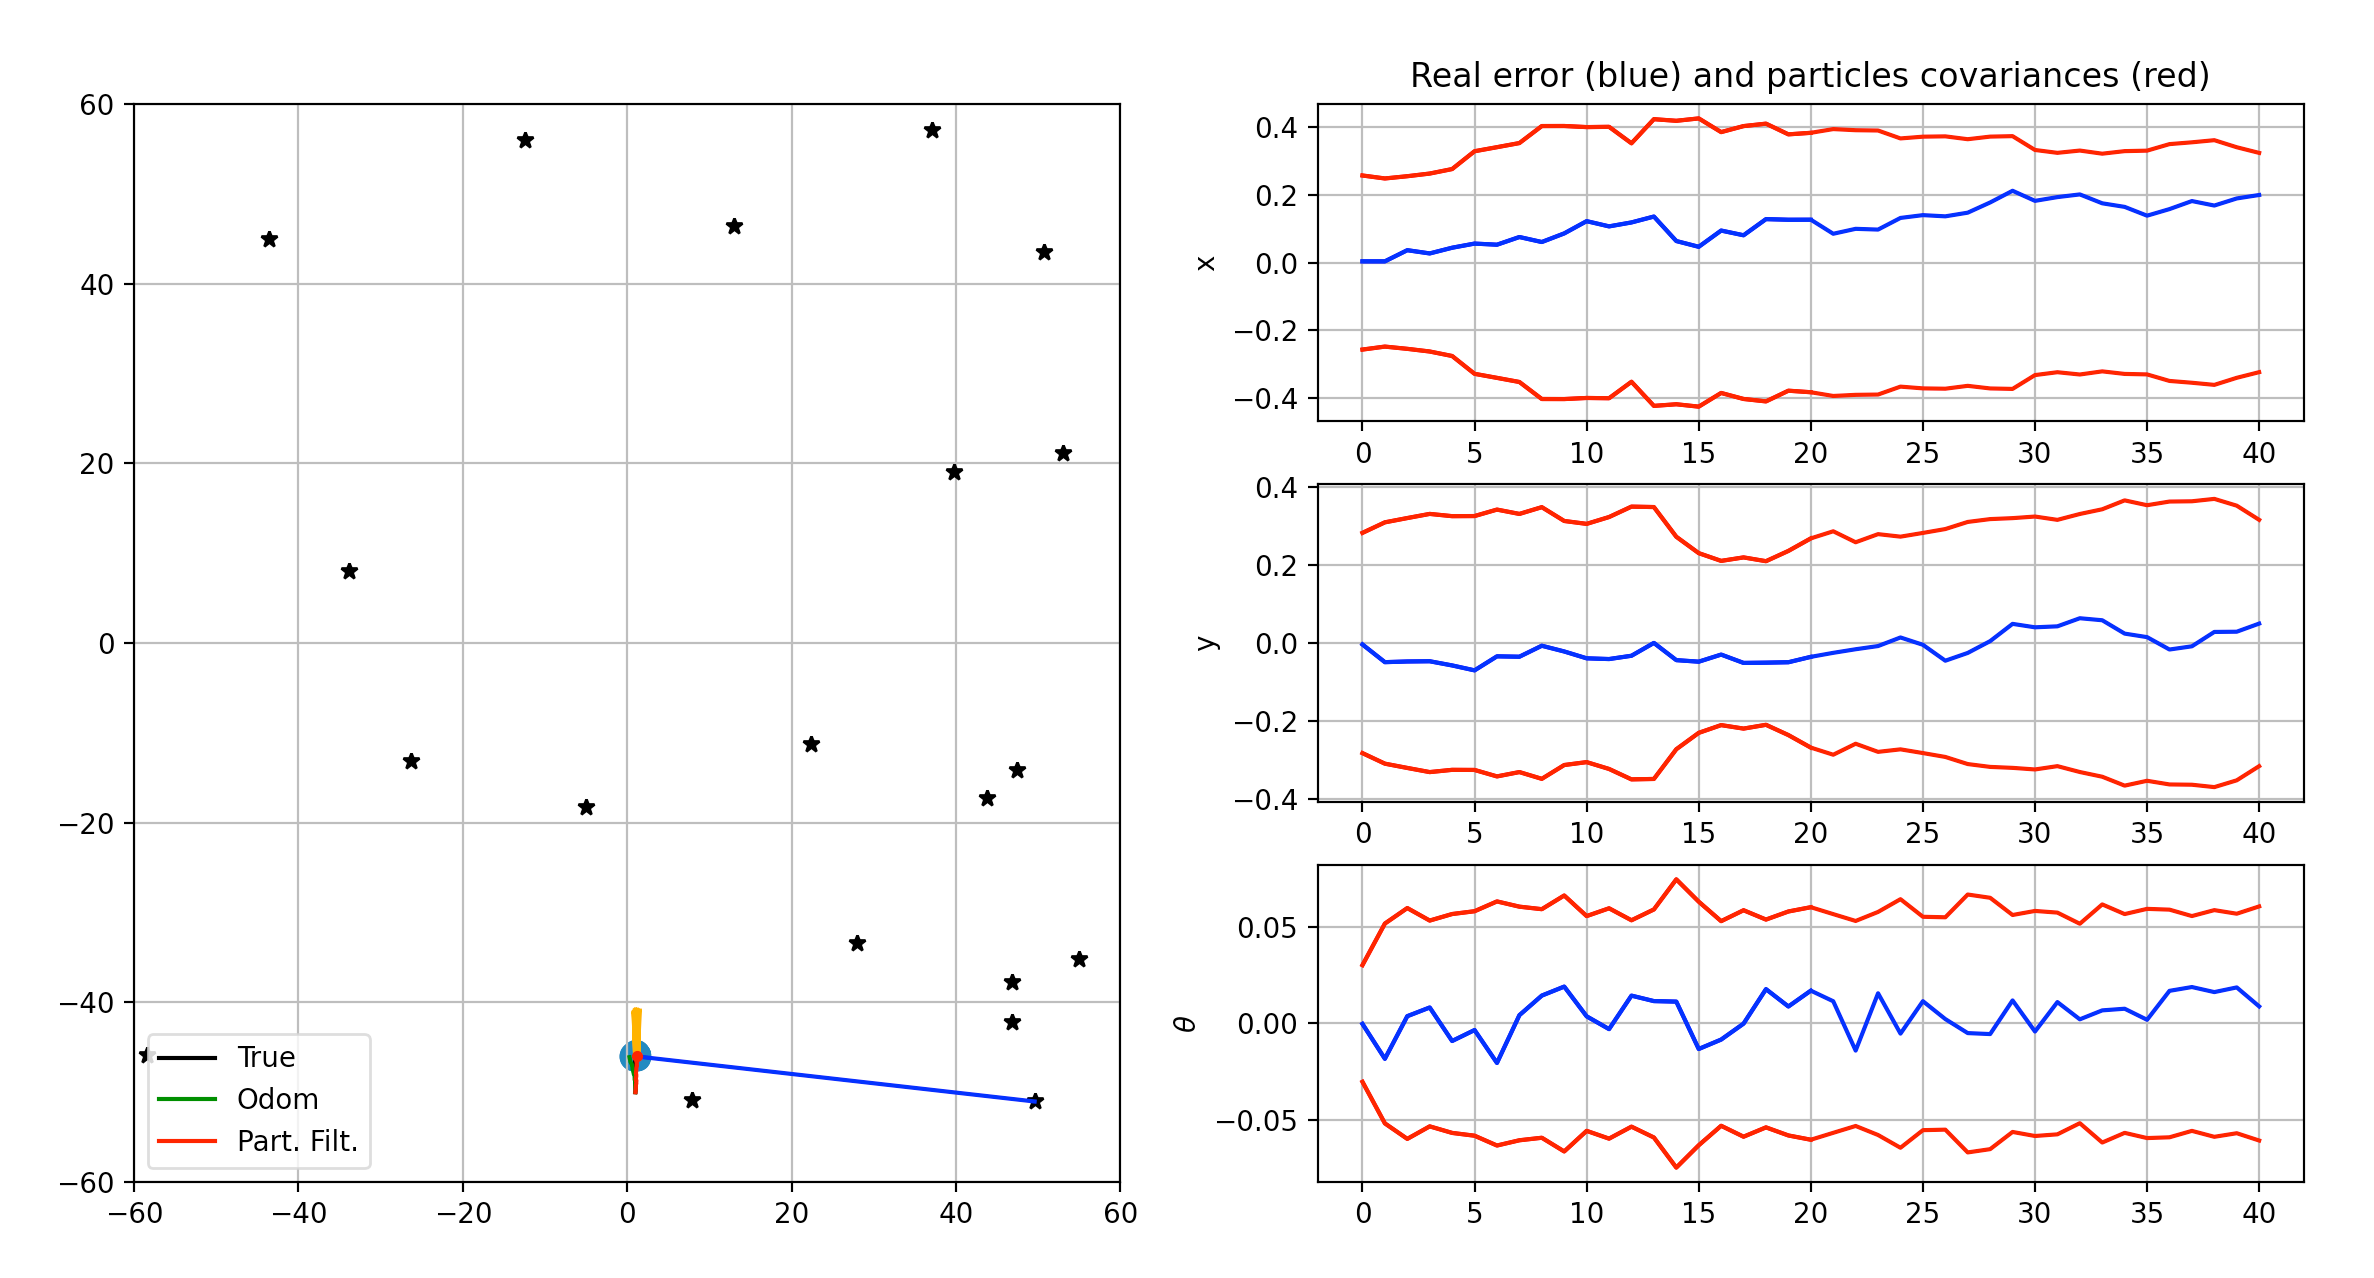 Real error (blue) and particles covariances (red)
60
40
20
0
−20
−40
−60
−60 −40 −20 0 20 40 60
True
Odom
Part. Filt.
x
0.4
0.2
0.0
−0.2
−0.4
0 5 10 15 20 25 30 35 40
y
0.4
0.2
0.0
−0.2
−0.4
0 5 10 15 20 25 30 35 40
θ
0.05
0.00
−0.05
0 5 10 15 20 25 30 35 40